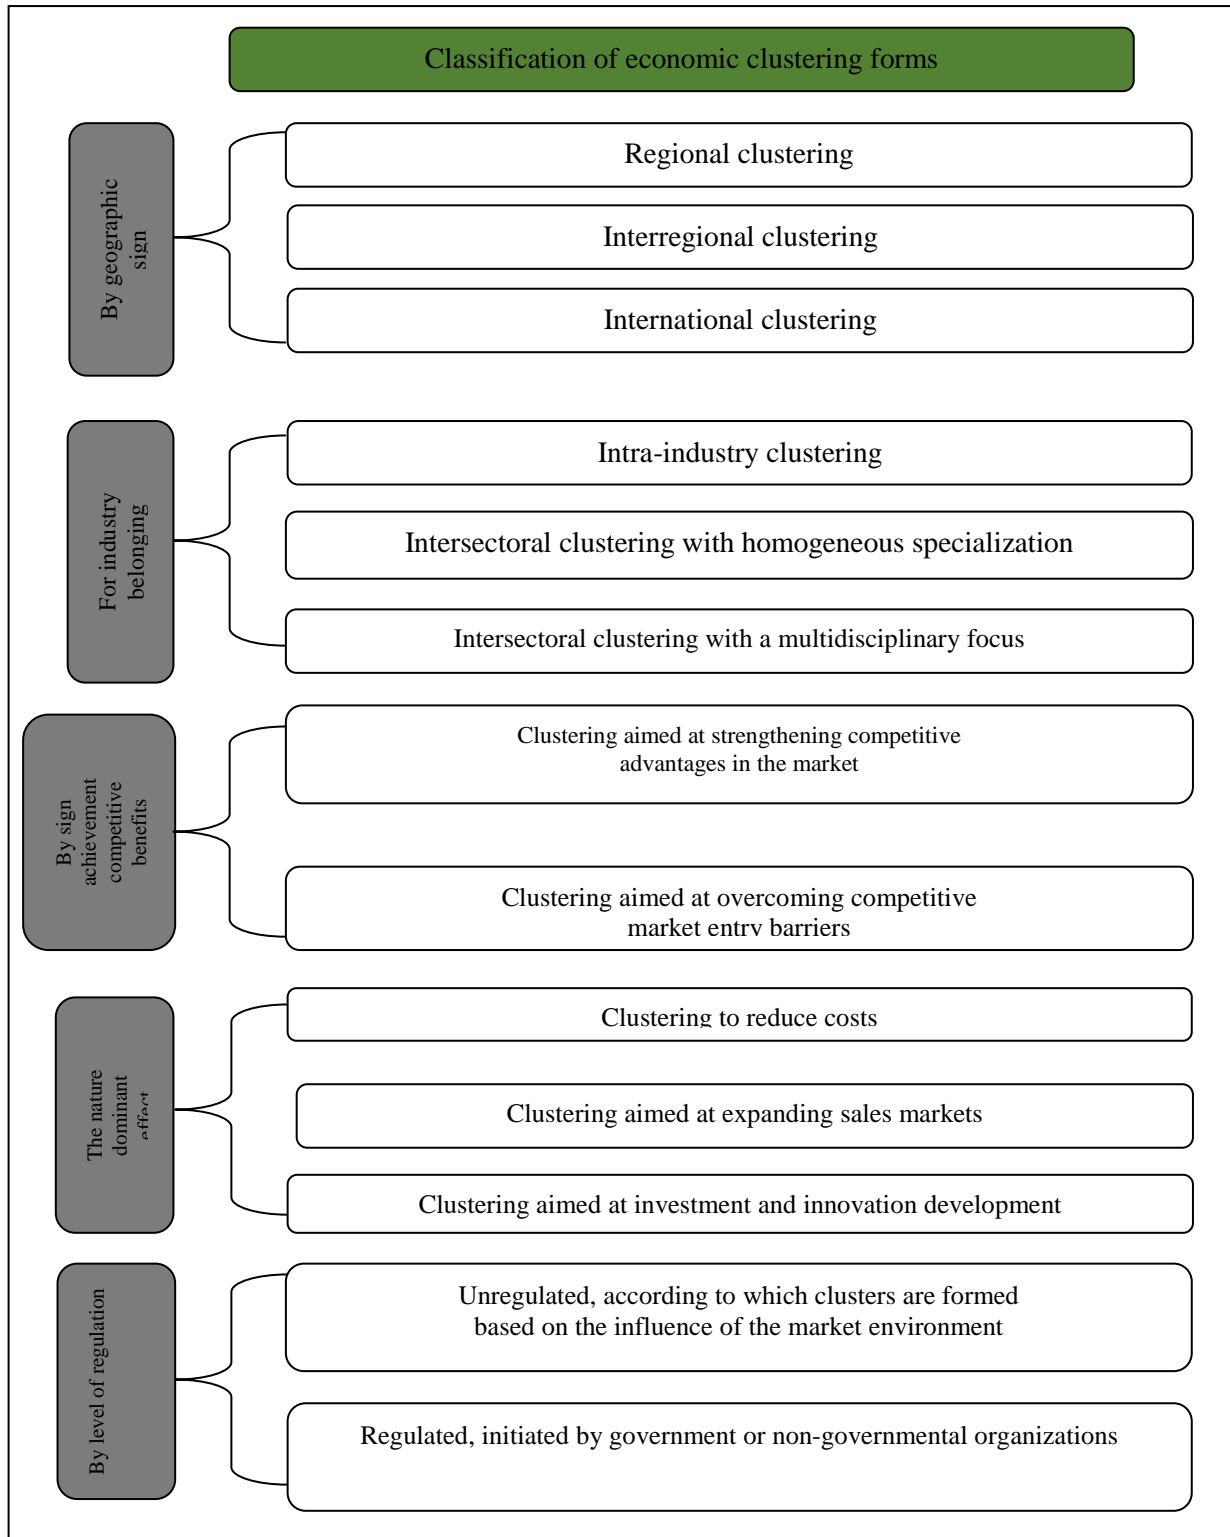 Classification of economic clustering forms
By geographic
sign
Regional clustering
Interregional clustering
International clustering
For industry
belonging
Intra-industry clustering
Intersectoral clustering with homogeneous specialization
Intersectoral clustering with a multidisciplinary focus
By sign
achievement
competitive
benefits
Clustering aimed at strengthening competitive
advantages in the market
Clustering aimed at overcoming competitive
market entry barriers
The nature
dominant
effect
Clustering to reduce costs
Clustering aimed at expanding sales markets
Clustering aimed at investment and innovation development
By level of regulation
Unregulated, according to which clusters are formed
based on the influence of the market environment
Regulated, initiated by government or non-governmental organizations